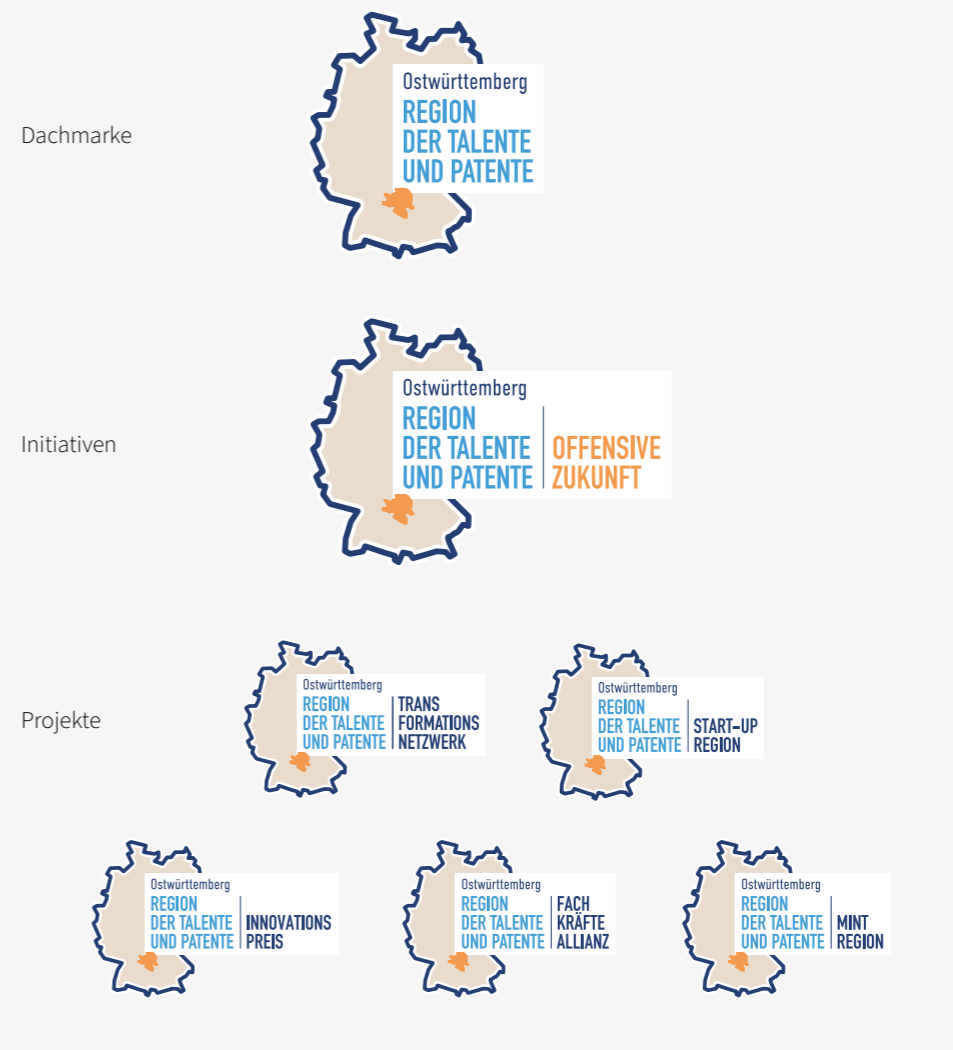 Dachmarke
Ostwürttemberg
REGION
DER TALENTE
UND PATENTE
Initiativen
Ostwürttemberg
REGION
DER TALENTE
UND PATENTE
OFFENSIVE
ZUKUNFT
Projekte
Ostwürttemberg
REGION
DER TALENTE
UND PATENTE
TRANS
FORMATIONS
NETZWERK
Ostwürttemberg
REGION
DER TALENTE
UND PATENTE
START-UP
REGION
Ostwürttemberg
REGION
DER TALENTE
UND PATENTE
INNOVATIONS
PREIS
Ostwürttemberg
REGION
DER TALENTE
UND PATENTE
FACH
KRÄFTE
ALLIANZ
Ostwürttemberg
REGION
DER TALENTE
UND PATENTE
MINT
REGION